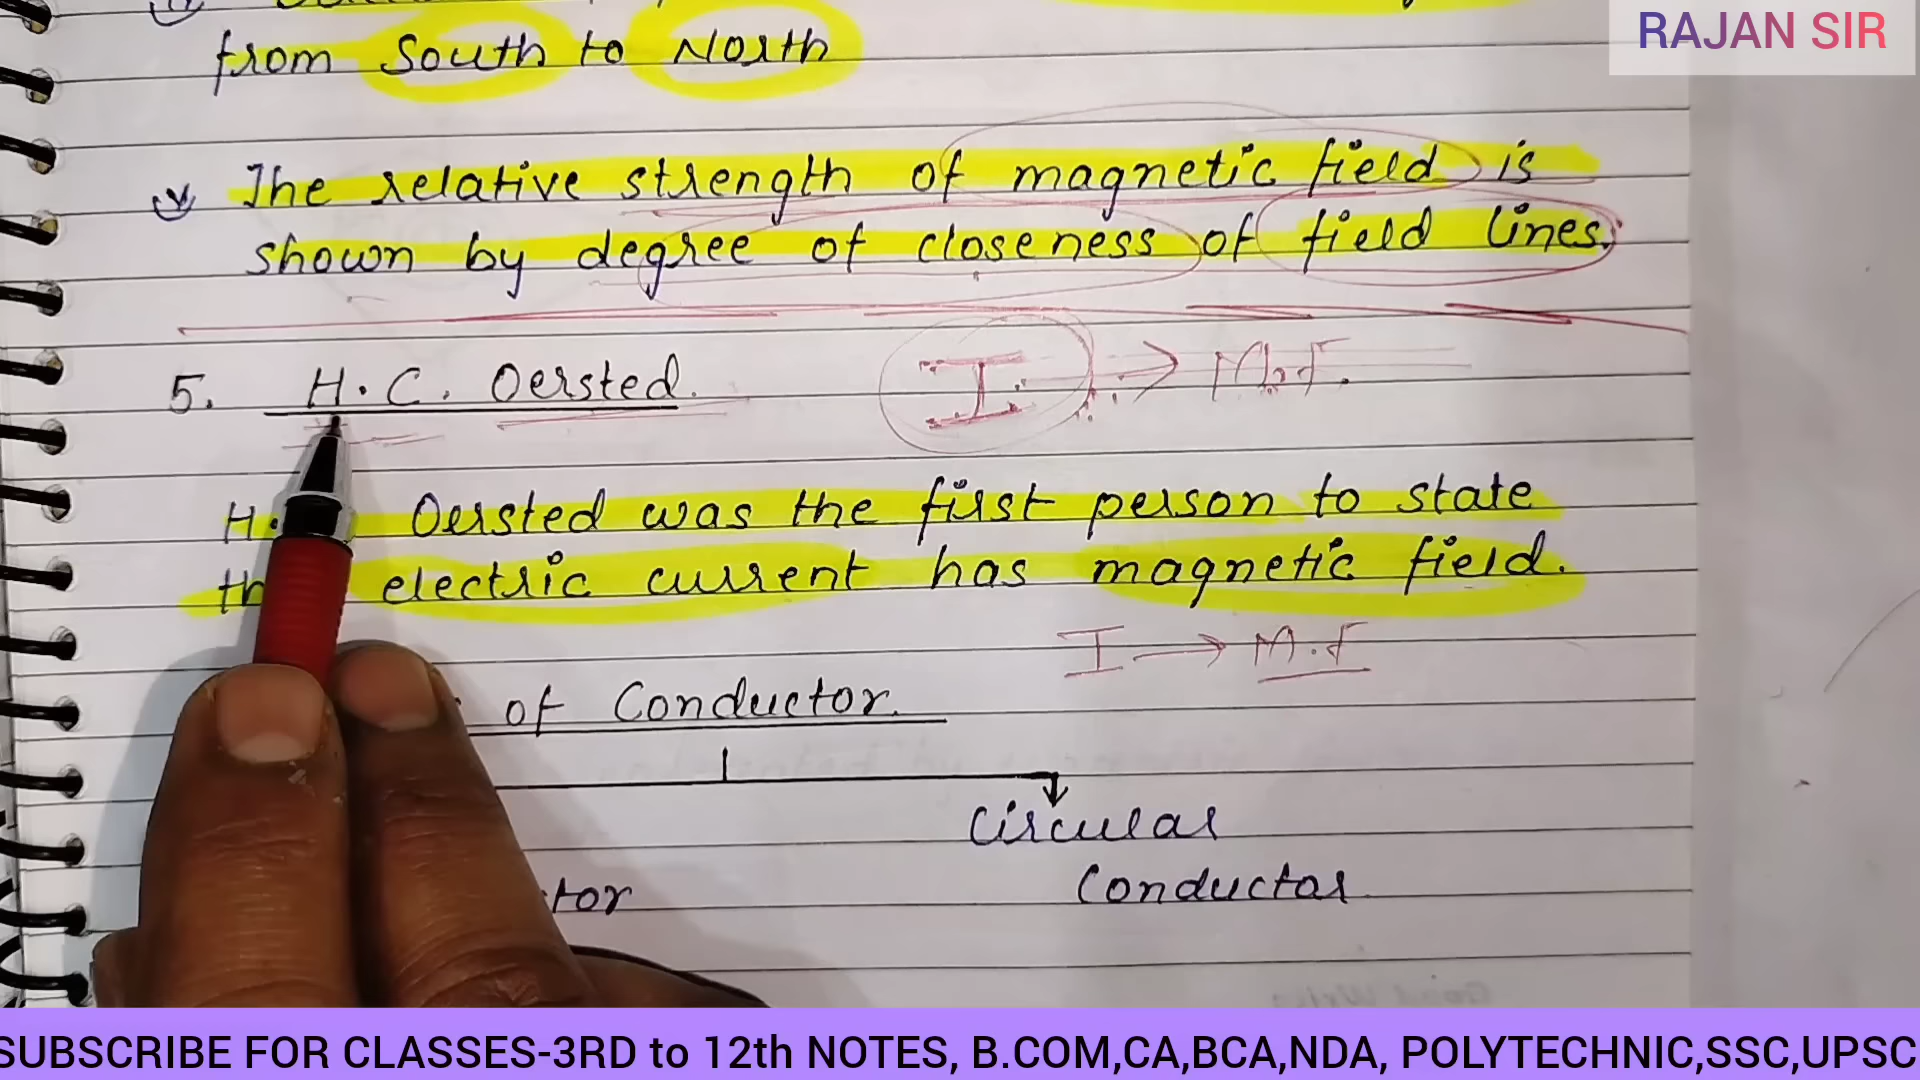 RAJAN SIR
from South to North
The relative strength of magnetic field is
shown by degree of closeness of field lines.
5. H.C. Oersted.
I → M.F.
H. Oersted was the first person to state
th electric current has magnetic field.
I → M.F
of Conductor.
Circular
tor Conductor
SUBSCRIBE FOR CLASSES-3RD to 12th NOTES, B.COM,CA,BCA,NDA, POLYTECHNIC,SSC,UPSC